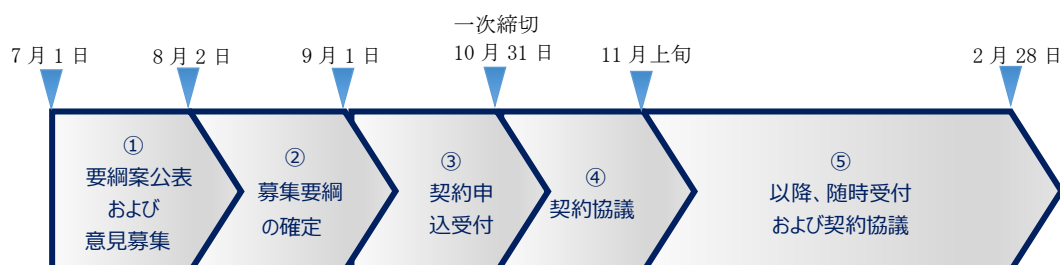 一次締切
7月1日
8月2日
9月1日
10月31日
11月上旬
2月28日
①
要綱案公表
および
意見募集
②
募集要綱
の確定
③
契約申
込受付
④
契約協議
⑤
以降、随時受付
および契約協議